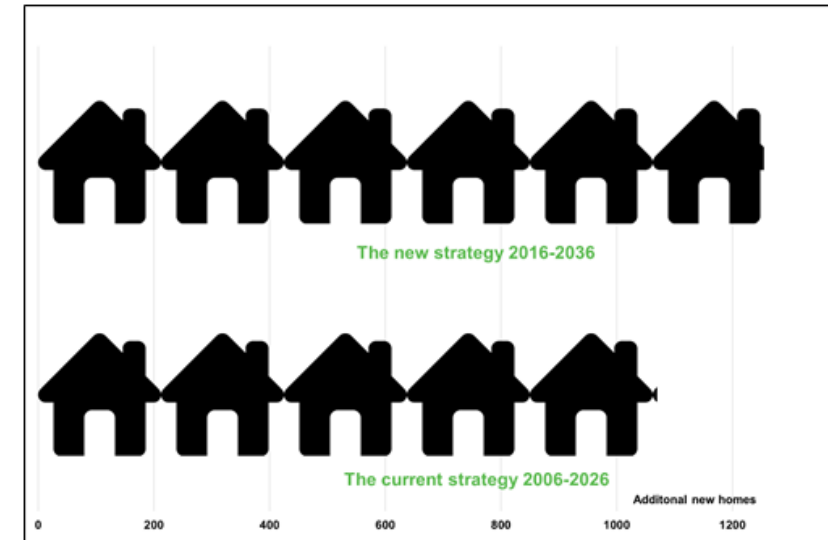 The new strategy 2016-2036
The current strategy 2006-2026
Additonal new homes
0 200 400 600 800 1000 1200